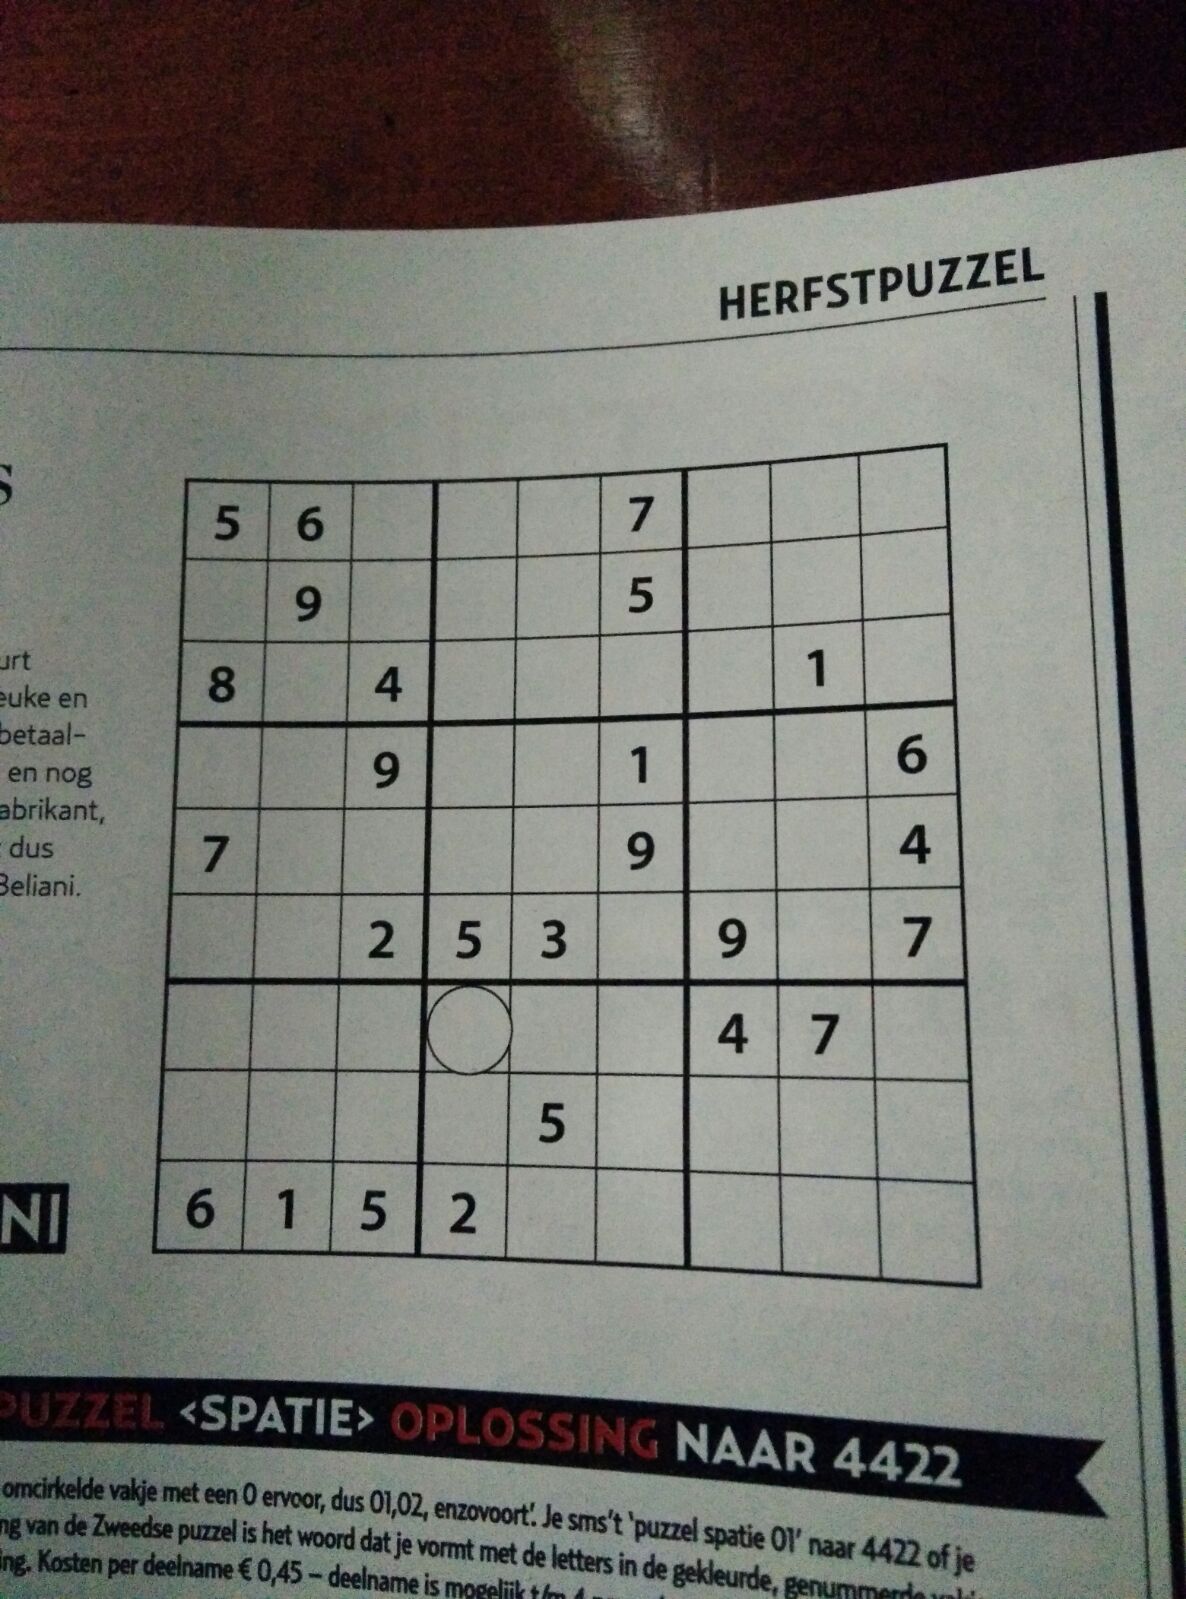 HERFSTPUZZEL
S
5 6 7
9 5
8 4 1
9 1 6
7 9 4
2 5 3 9 7
4 7
5
6 1 5 2
urt
euke en
betaal-
en nog
abrikant,
dus
Beliani.
NI
PUZZEL <SPATIE> OPLOSSING NAAR 4422
omcirkelde vakje met een 0 ervoor, dus 01,02, enzovoort'. Je sms't 'puzzel spatie 01' naar 4422 of je
ng van de Zweedse puzzel is het woord dat je vormt met de letters in de gekleurde, genummerde
ing. Kosten per deelname € 0,45 – deelname is mogelijk t/m 4